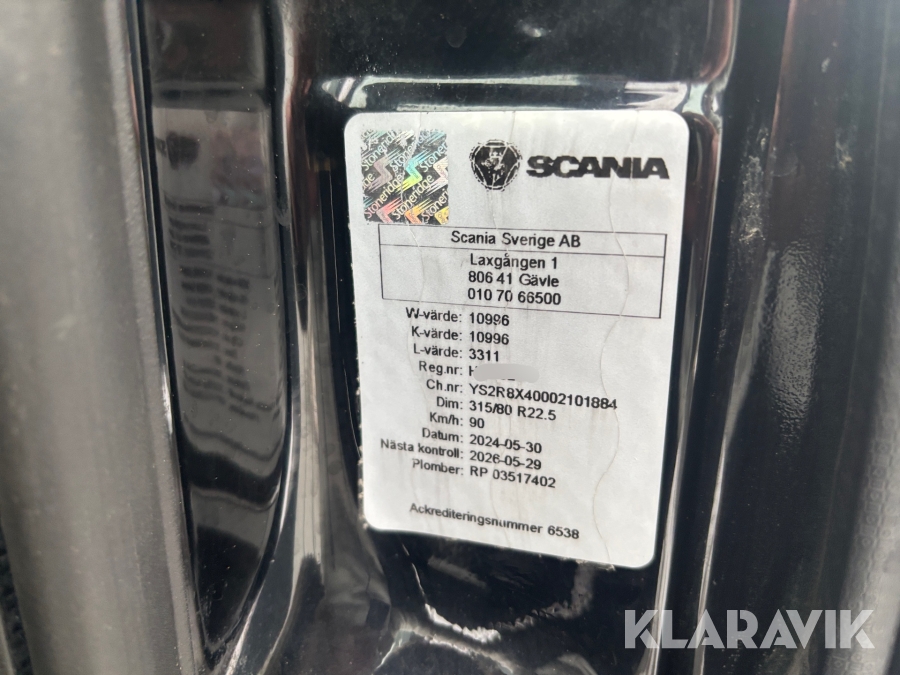 Stoneridge
SCANIA
Scania Sverige AB
Laxgången 1
806 41 Gävle
010 70 66500
W-värde: 10996
K-värde: 10996
L-värde: 3311
Reg.nr: H
Ch.nr: YS2R8X40002101884
Dim: 315/80 R22.5
Km/h: 90
Datum: 2024-05-30
Nästa kontroll: 2026-05-29
Plomber: RP 03517402
Ackrediteringsnummer 6538
KLARAVIK